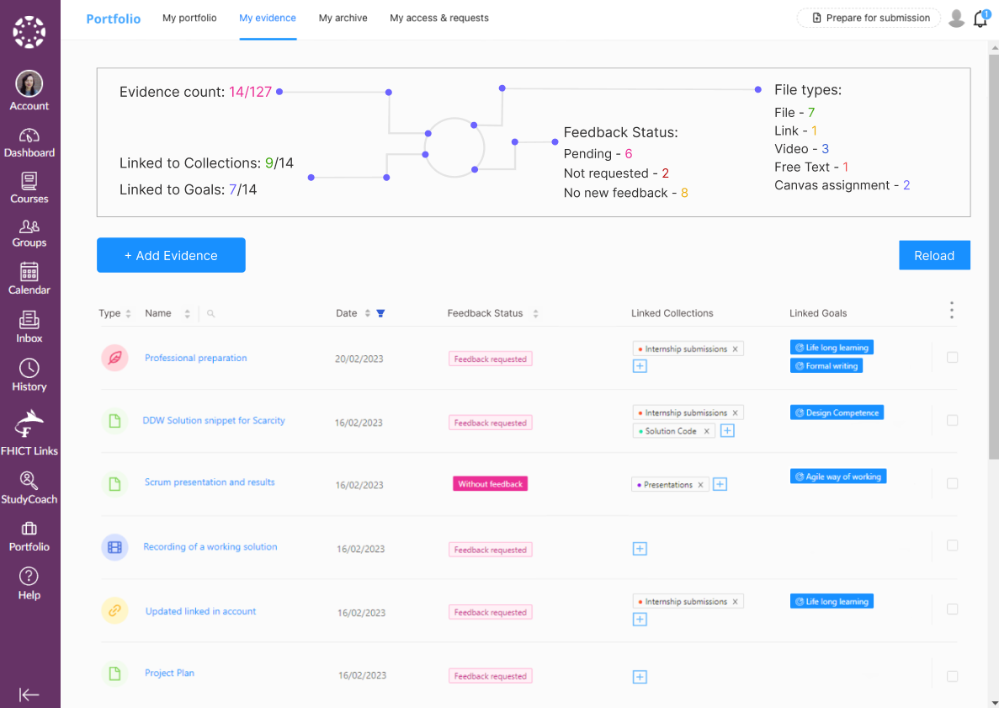 Portfolio My portfolio My evidence My archive My access & requests Prepare for submission 1
Account
Dashboard
Courses
Groups
Calendar
Inbox
History
FHICT Links
StudyCoach
Portfolio
Help
Evidence count: 14/127
Linked to Collections: 9/14
Linked to Goals: 7/14
Feedback Status:
Pending - 6
Not requested - 2
No new feedback - 8
File types:
File - 7
Link - 1
Video - 3
Free Text - 1
Canvas assignment - 2
+ Add Evidence
Reload
Type Name Date Feedback Status Linked Collections Linked Goals
Professional preparation 20/02/2023 Feedback requested Internship submissions X Life long learning
Formal writing
DDW Solution snippet for Scarcity 16/02/2023 Feedback requested Internship submissions X Design Competence
Solution Code X
Scrum presentation and results 16/02/2023 Without feedback Presentations X Agile way of working
Recording of a working solution 16/02/2023 Feedback requested
Updated linked in account 16/02/2023 Feedback requested Internship submissions X Life long learning
Project Plan 16/02/2023 Feedback requested